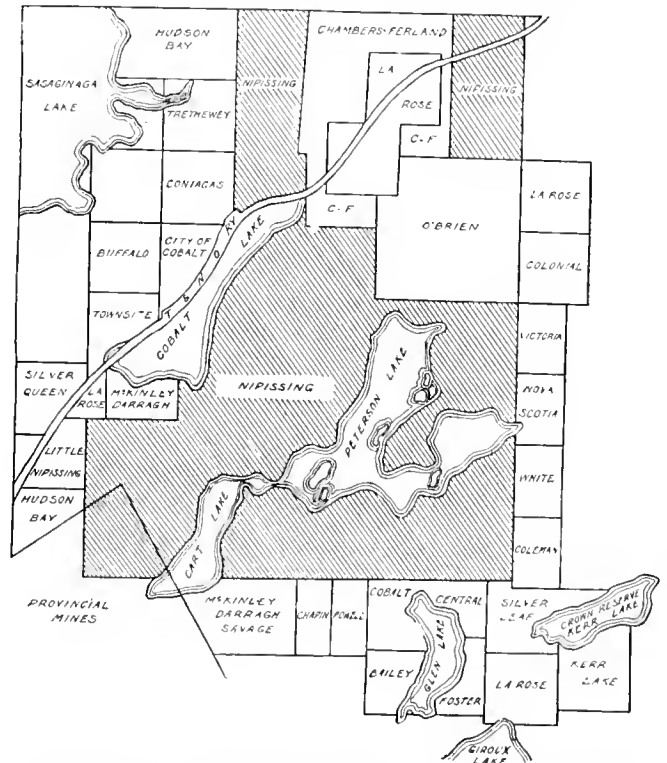 HUDSON
BAY
CHAMBERS-FERLAND
SASAGINAGA
LAKE
NIPISSING
LA
ROSE
NIPISSING
TRETHEWEY
C-F
CONIAGAS
LA ROSE
C-F
O'BRIEN
BUFFALO
CITY OF
COBALT
T & N O RY
COBALT LAKE
COLONIAL
TOWNSITE
VICTORIA
SILVER
QUEEN
LA
ROSE
McKINLEY
DARRAGH
NIPISSING
PETERSON LAKE
NOVA
SCOTIA
LITTLE
NIPISSING
WHITE
HUDSON
BAY
CART LAKE
COLEMAN
PROVINCIAL
MINES
McKINLEY
DARRAGH
SAVAGE
CHAPIN
COBALT
CENTRAL
SILVER
LEAF
CROWN RESERVE
KERR LAKE
BAILEY
GLEN LAKE
FOSTER
LA ROSE
KERR
LAKE
GIROUX
LAKE